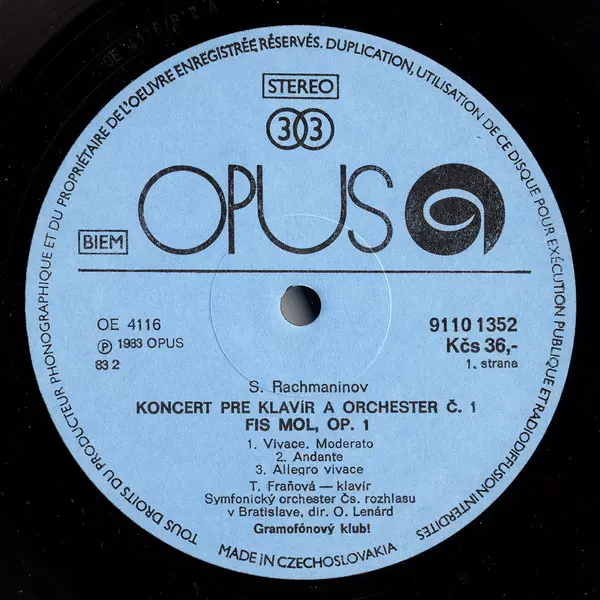 TOUS DROITS DU PRODUCTEUR PHONOGRAPHIQUE ET DU PROPRIÉTAIRE DE L'OEUVRE ENREGISTRÉE RÉSERVÉS. DUPLICATION, UTILISATION DE CE DISQUE POUR EXÉCUTION PUBLIQUE ET RADIODIFFUSION INTERDITES
STEREO
33
OPUS
BIEM
OE 4116
Ⓟ 1983 OPUS
83 2
9110 1352
Kčs 36,-
1. strana
S. Rachmaninov
KONCERT PRE KLAVíR A ORCHESTER Č. 1
FIS MOL, OP. 1
1. Vivace. Moderato
2. Andante
3. Allegro vivace
T. Fraňová — klavír
Symfonický orchester Čs. rozhlasu
v Bratislave, dir. O. Lenárd
Gramofónový klub!
MADE IN CZECHOSLOVAKIA